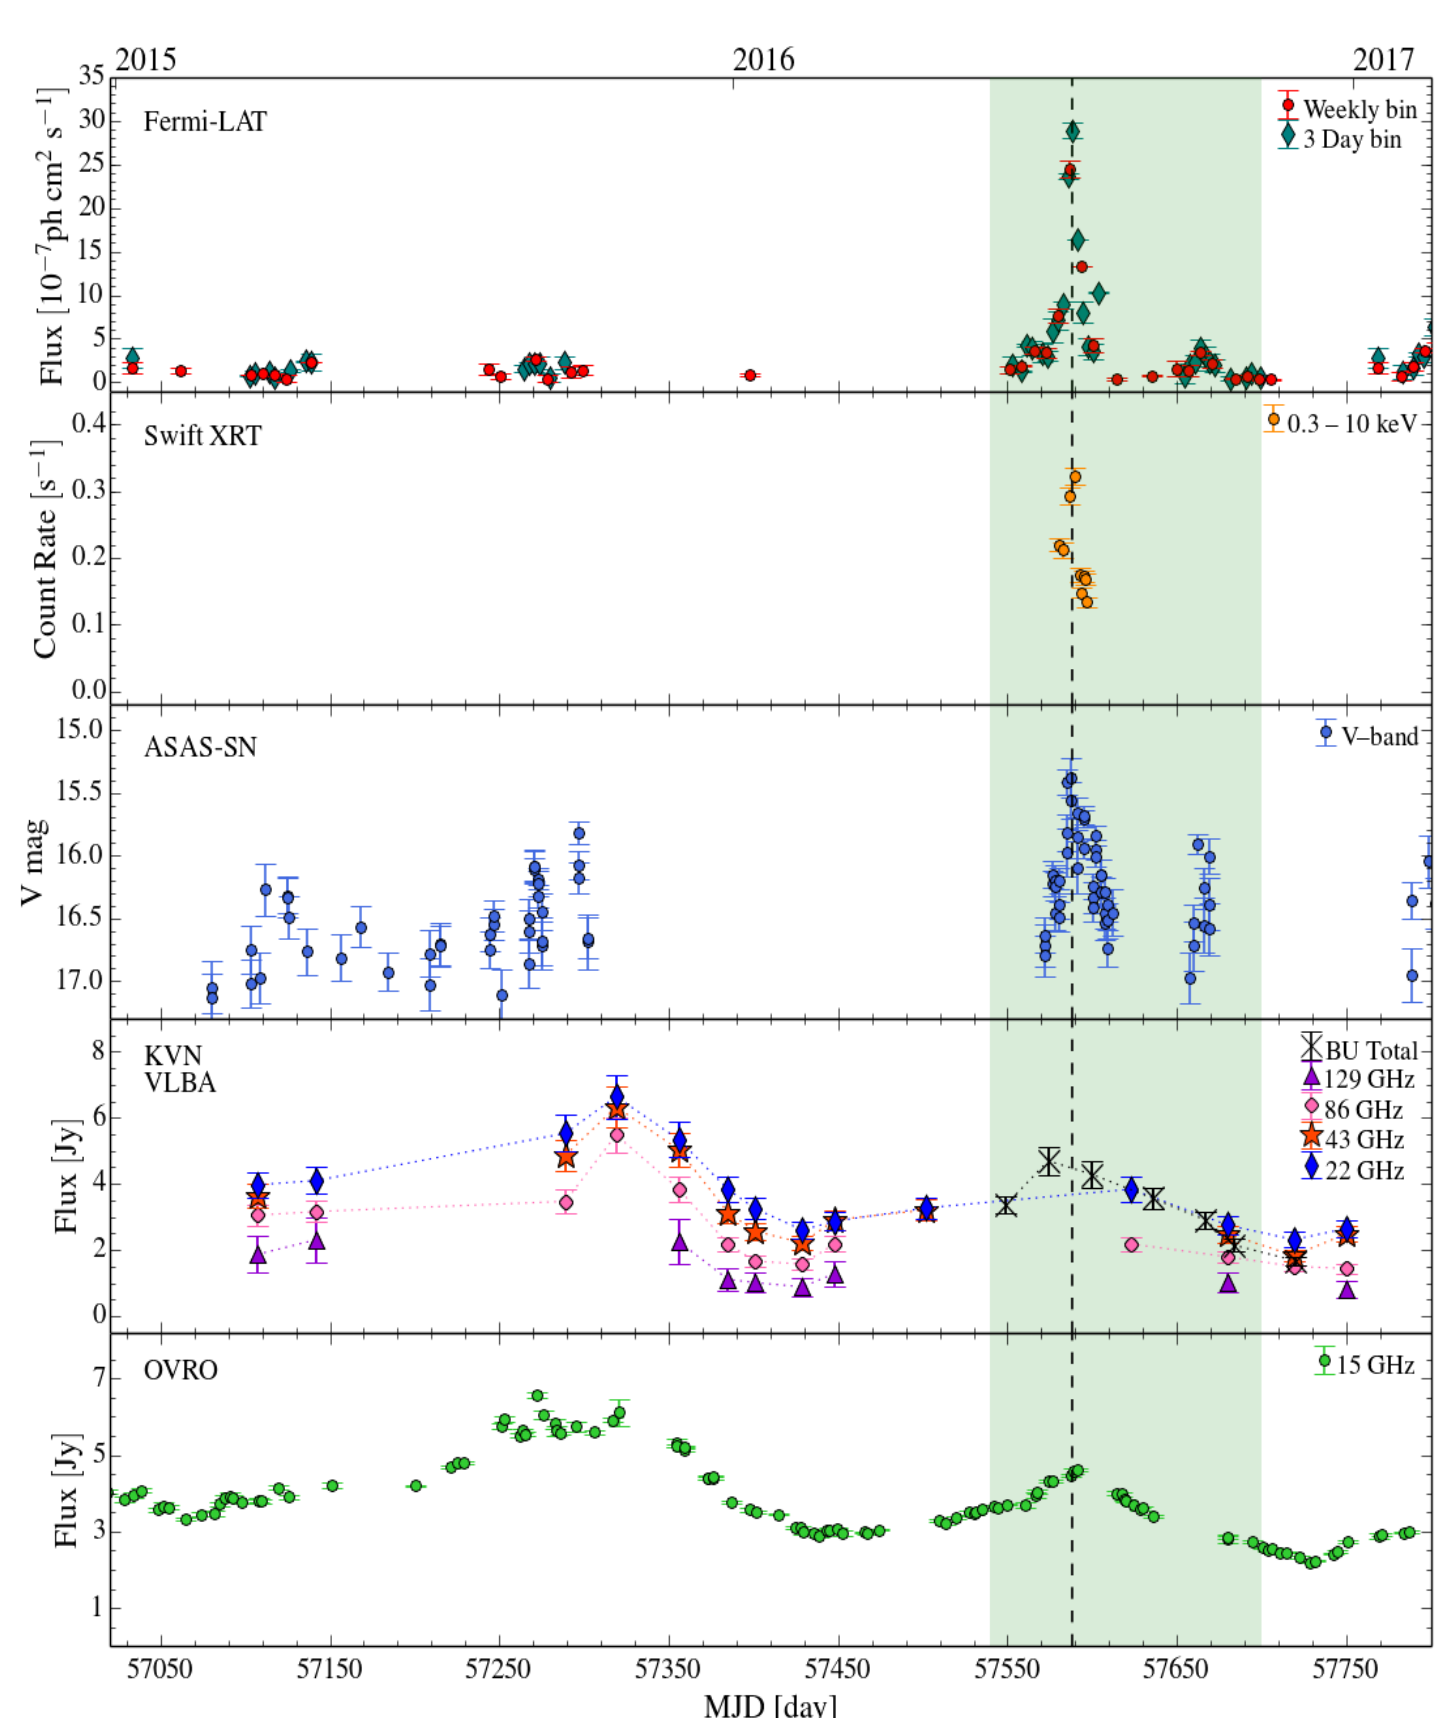 2015 2016 2017
35
30
25
20
15
10
5
0
Flux [10⁻⁷ph cm² s⁻¹]
Fermi-LAT
Weekly bin
3 Day bin
0.4
0.3
0.2
0.1
0.0
Count Rate [s⁻¹]
Swift XRT
0.3 – 10 keV
15.0
15.5
16.0
16.5
17.0
V mag
ASAS-SN
V–band
8
6
4
2
0
Flux [Jy]
KVN
VLBA
BU Total
129 GHz
86 GHz
43 GHz
22 GHz
7
5
3
1
Flux [Jy]
OVRO
15 GHz
57050 57150 57250 57350 57450 57550 57650 57750
MJD [day]